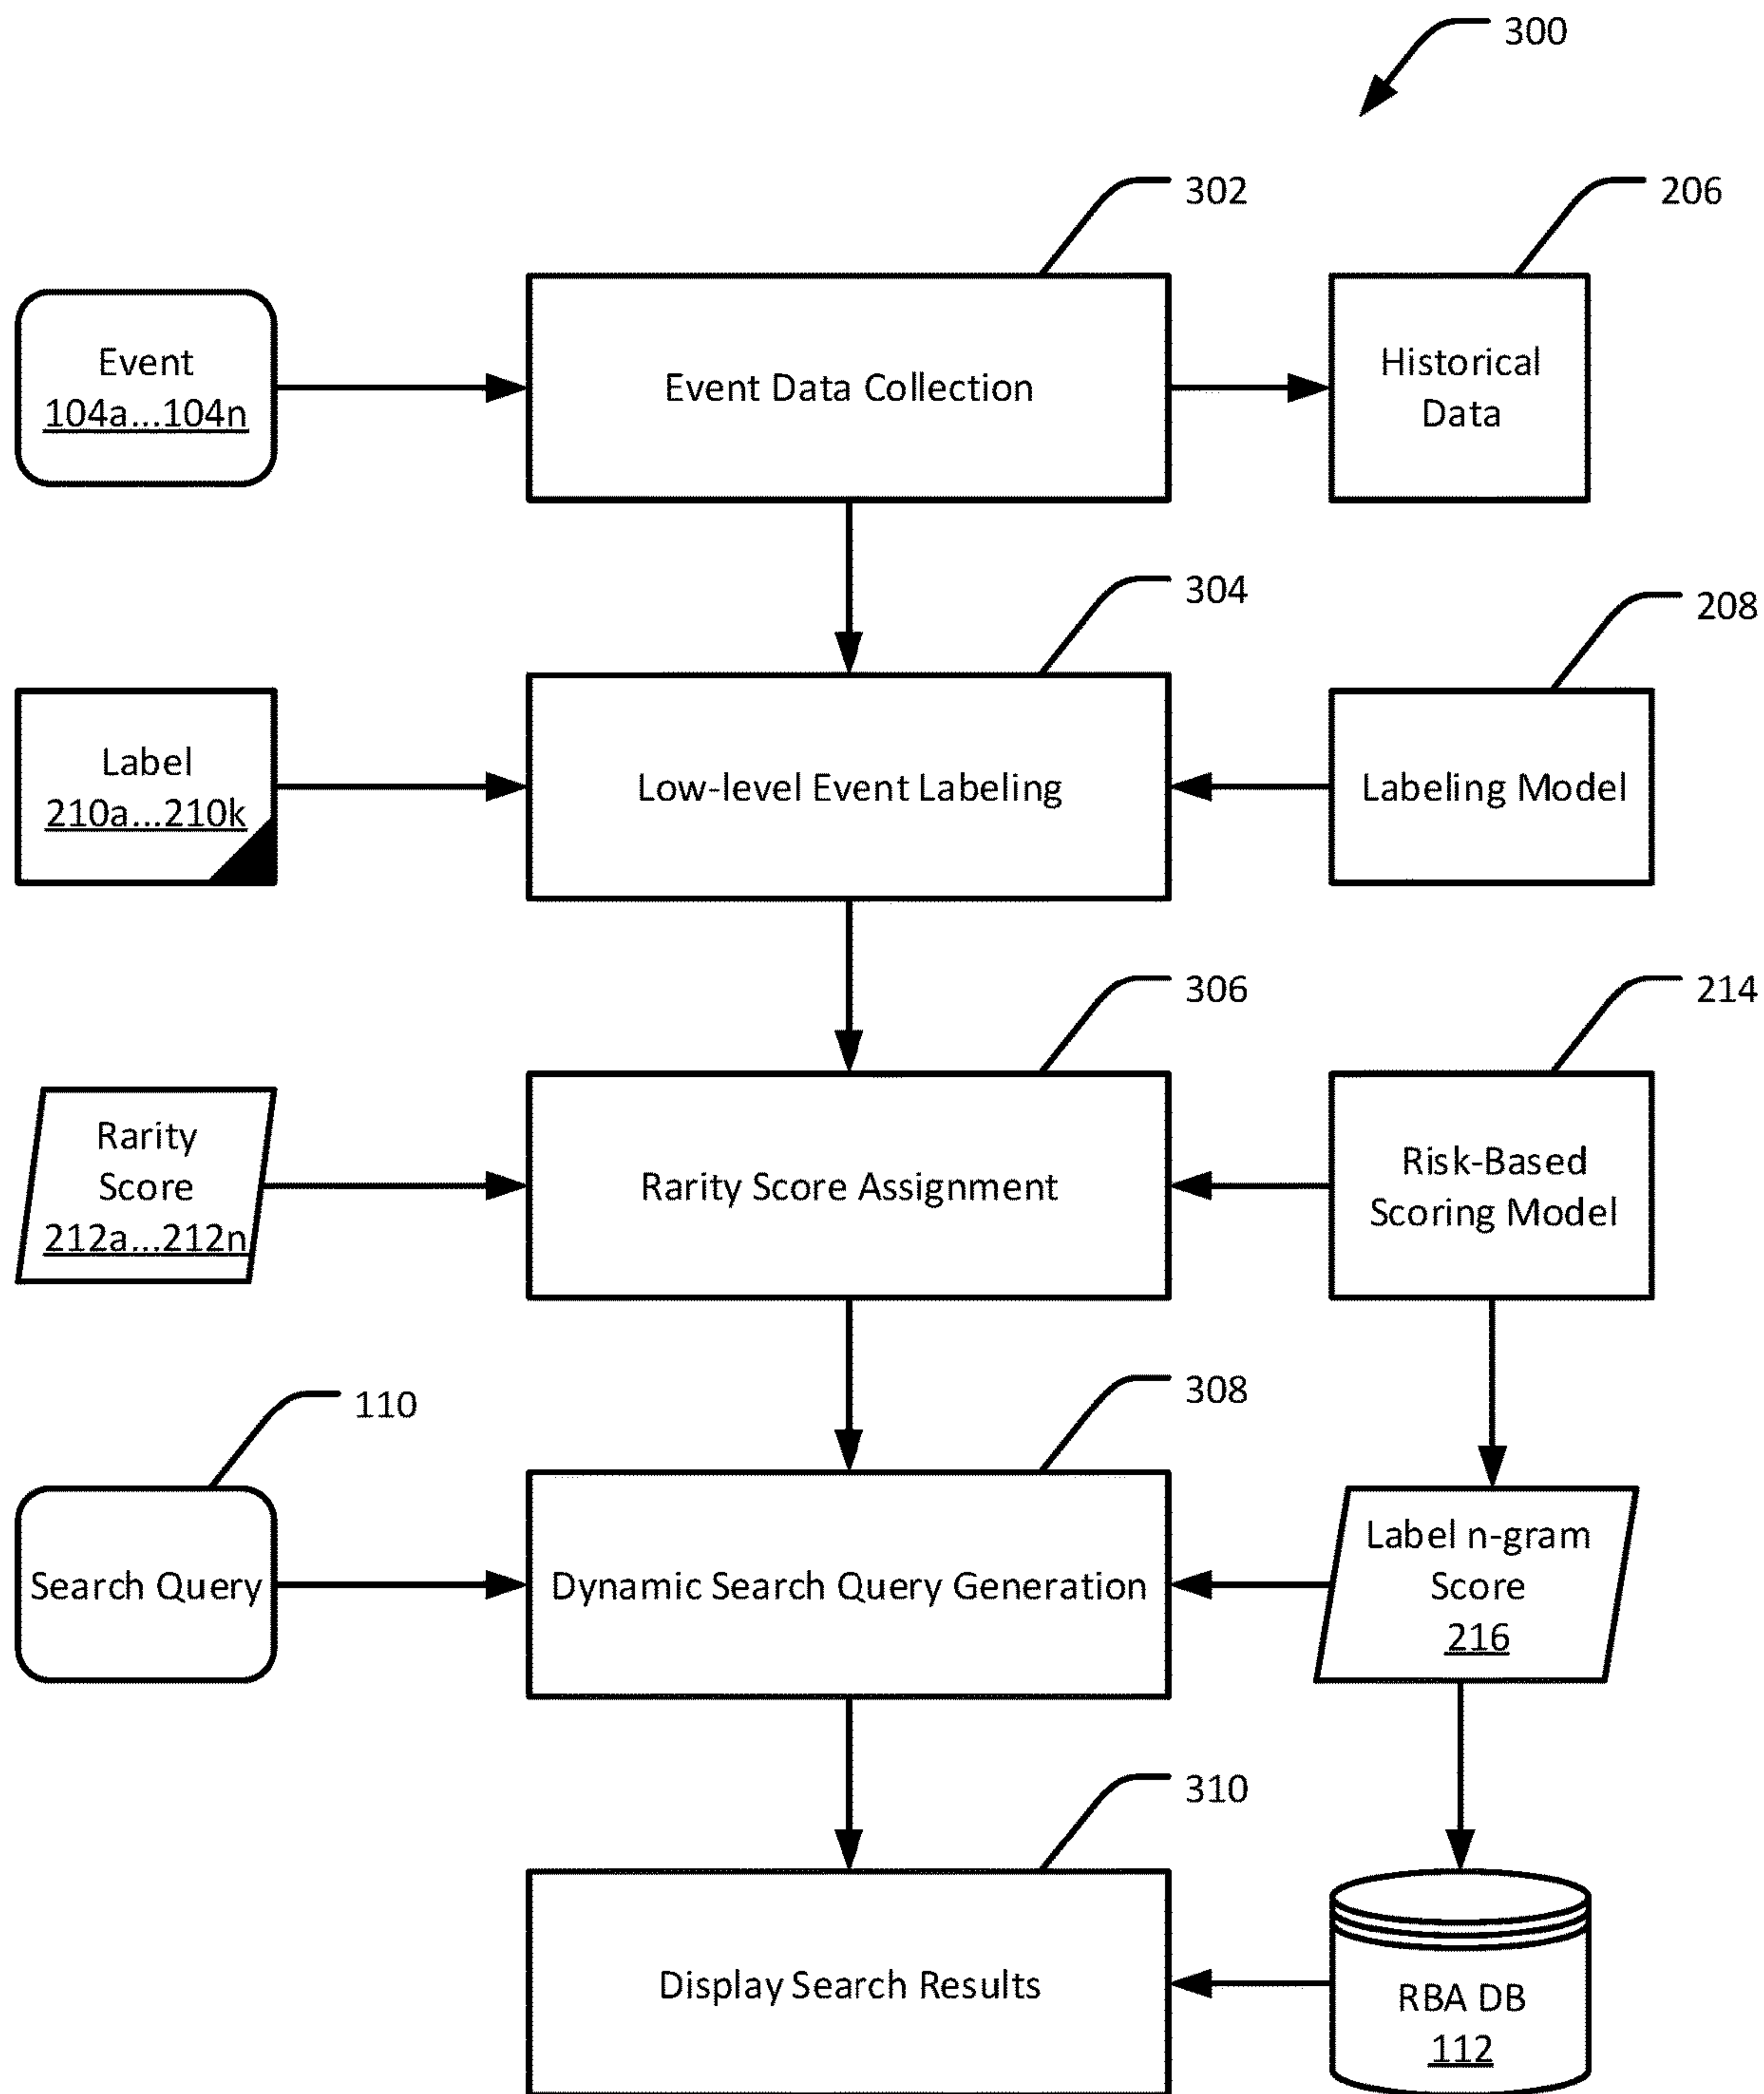 300
302
206
Event
104a...104n
Event Data Collection
Historical
Data
304
208
Label
210a...210k
Low-level Event Labeling
Labeling Model
306
214
Rarity
Score
212a...212n
Rarity Score Assignment
Risk-Based
Scoring Model
110
308
Search Query
Dynamic Search Query Generation
Label n-gram
Score
216
310
Display Search Results
RBA DB
112